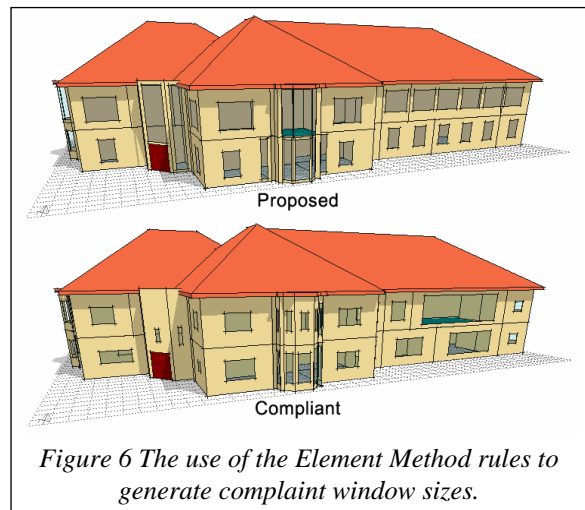 Proposed
Compliant
Figure 6 The use of the Element Method rules to
generate complaint window sizes.